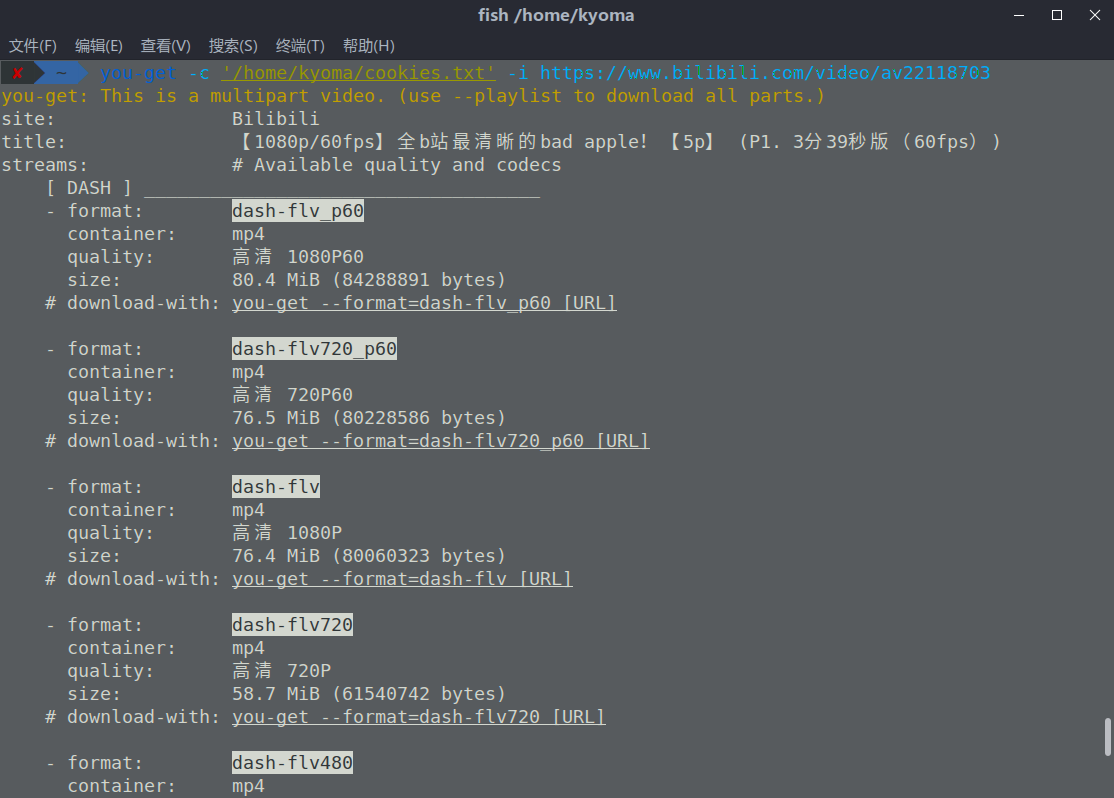 fish /home/kyoma
文件(F) 编辑(E) 查看(V) 搜索(S) 终端(T) 帮助(H)
✘ ~ you-get -c '/home/kyoma/cookies.txt' -i https://www.bilibili.com/video/av22118703
you-get: This is a multipart video. (use --playlist to download all parts.)
site: Bilibili
title: 【1080p/60fps】全b站最清晰的bad apple! 【5p】 (P1. 3分39秒版（60fps）)
streams: # Available quality and codecs
[ DASH ] ____________________________________
- format: dash-flv_p60
container: mp4
quality: 高清 1080P60
size: 80.4 MiB (84288891 bytes)
# download-with: you-get --format=dash-flv_p60 [URL]
- format: dash-flv720_p60
container: mp4
quality: 高清 720P60
size: 76.5 MiB (80228586 bytes)
# download-with: you-get --format=dash-flv720_p60 [URL]
- format: dash-flv
container: mp4
quality: 高清 1080P
size: 76.4 MiB (80060323 bytes)
# download-with: you-get --format=dash-flv [URL]
- format: dash-flv720
container: mp4
quality: 高清 720P
size: 58.7 MiB (61540742 bytes)
# download-with: you-get --format=dash-flv720 [URL]
- format: dash-flv480
container: mp4